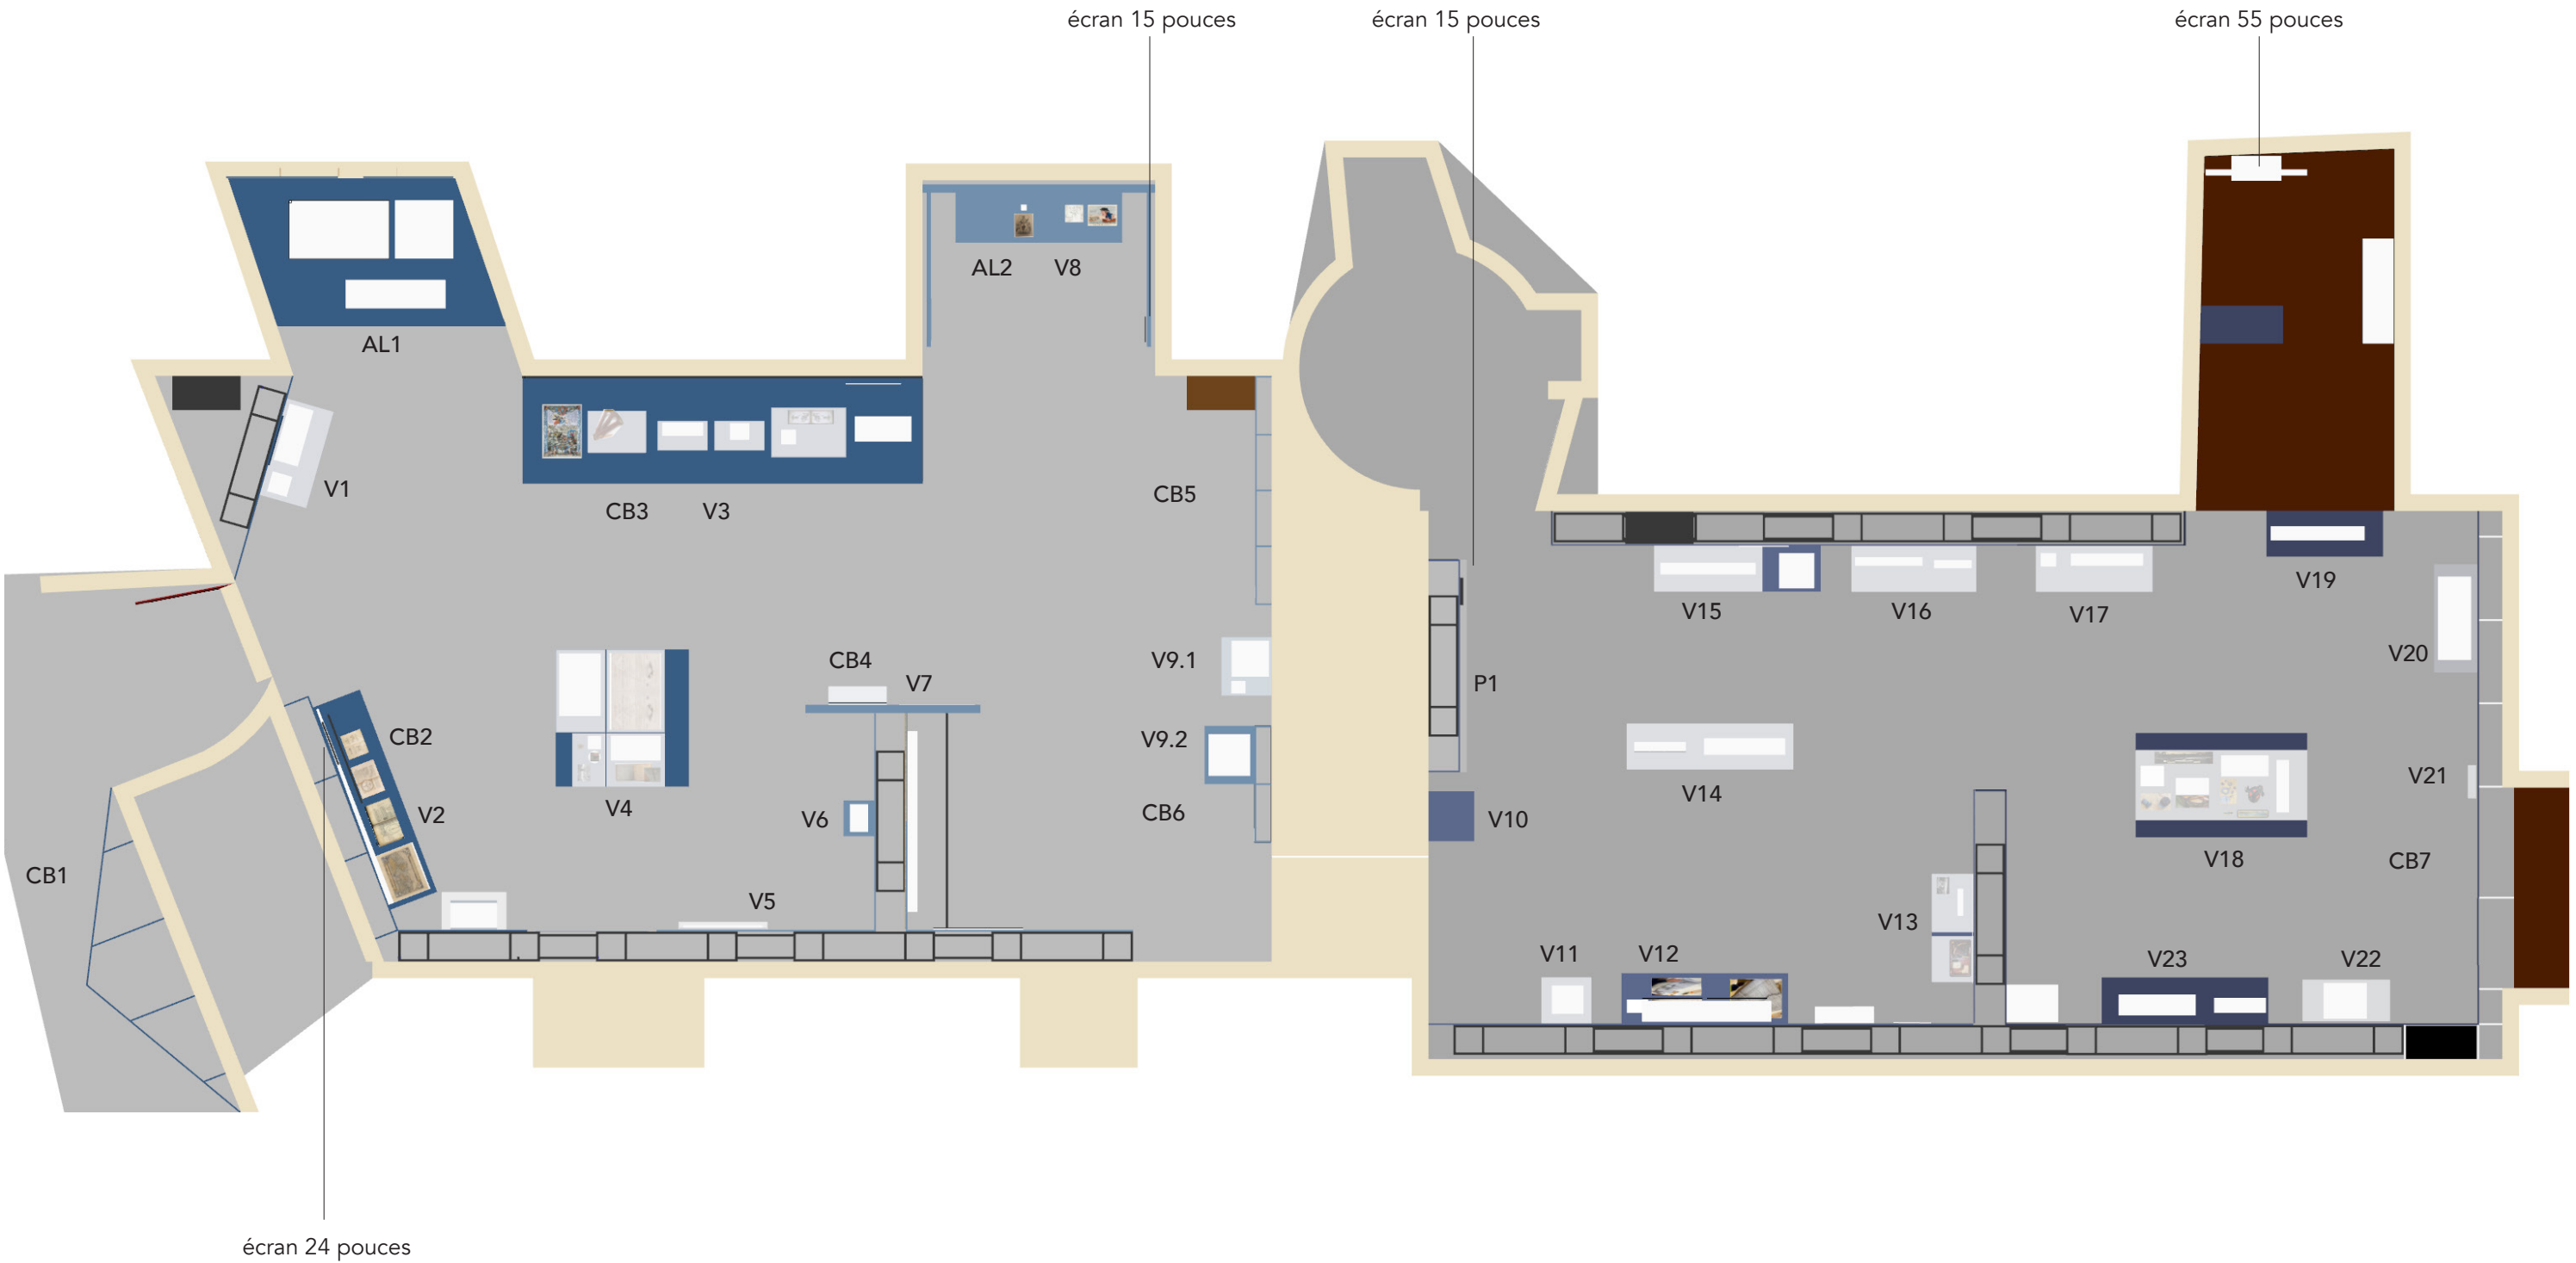 écran 15 pouces
écran 15 pouces
écran 55 pouces
AL2
V8
AL1
V1
CB3
V3
CB5
V15
V16
V17
V19
V20
CB4
V7
V9.1
P1
CB2
V9.2
V4
V2
V6
CB6
V10
V14
V21
V18
CB7
CB1
V5
V13
V11
V12
V23
V22
écran 24 pouces